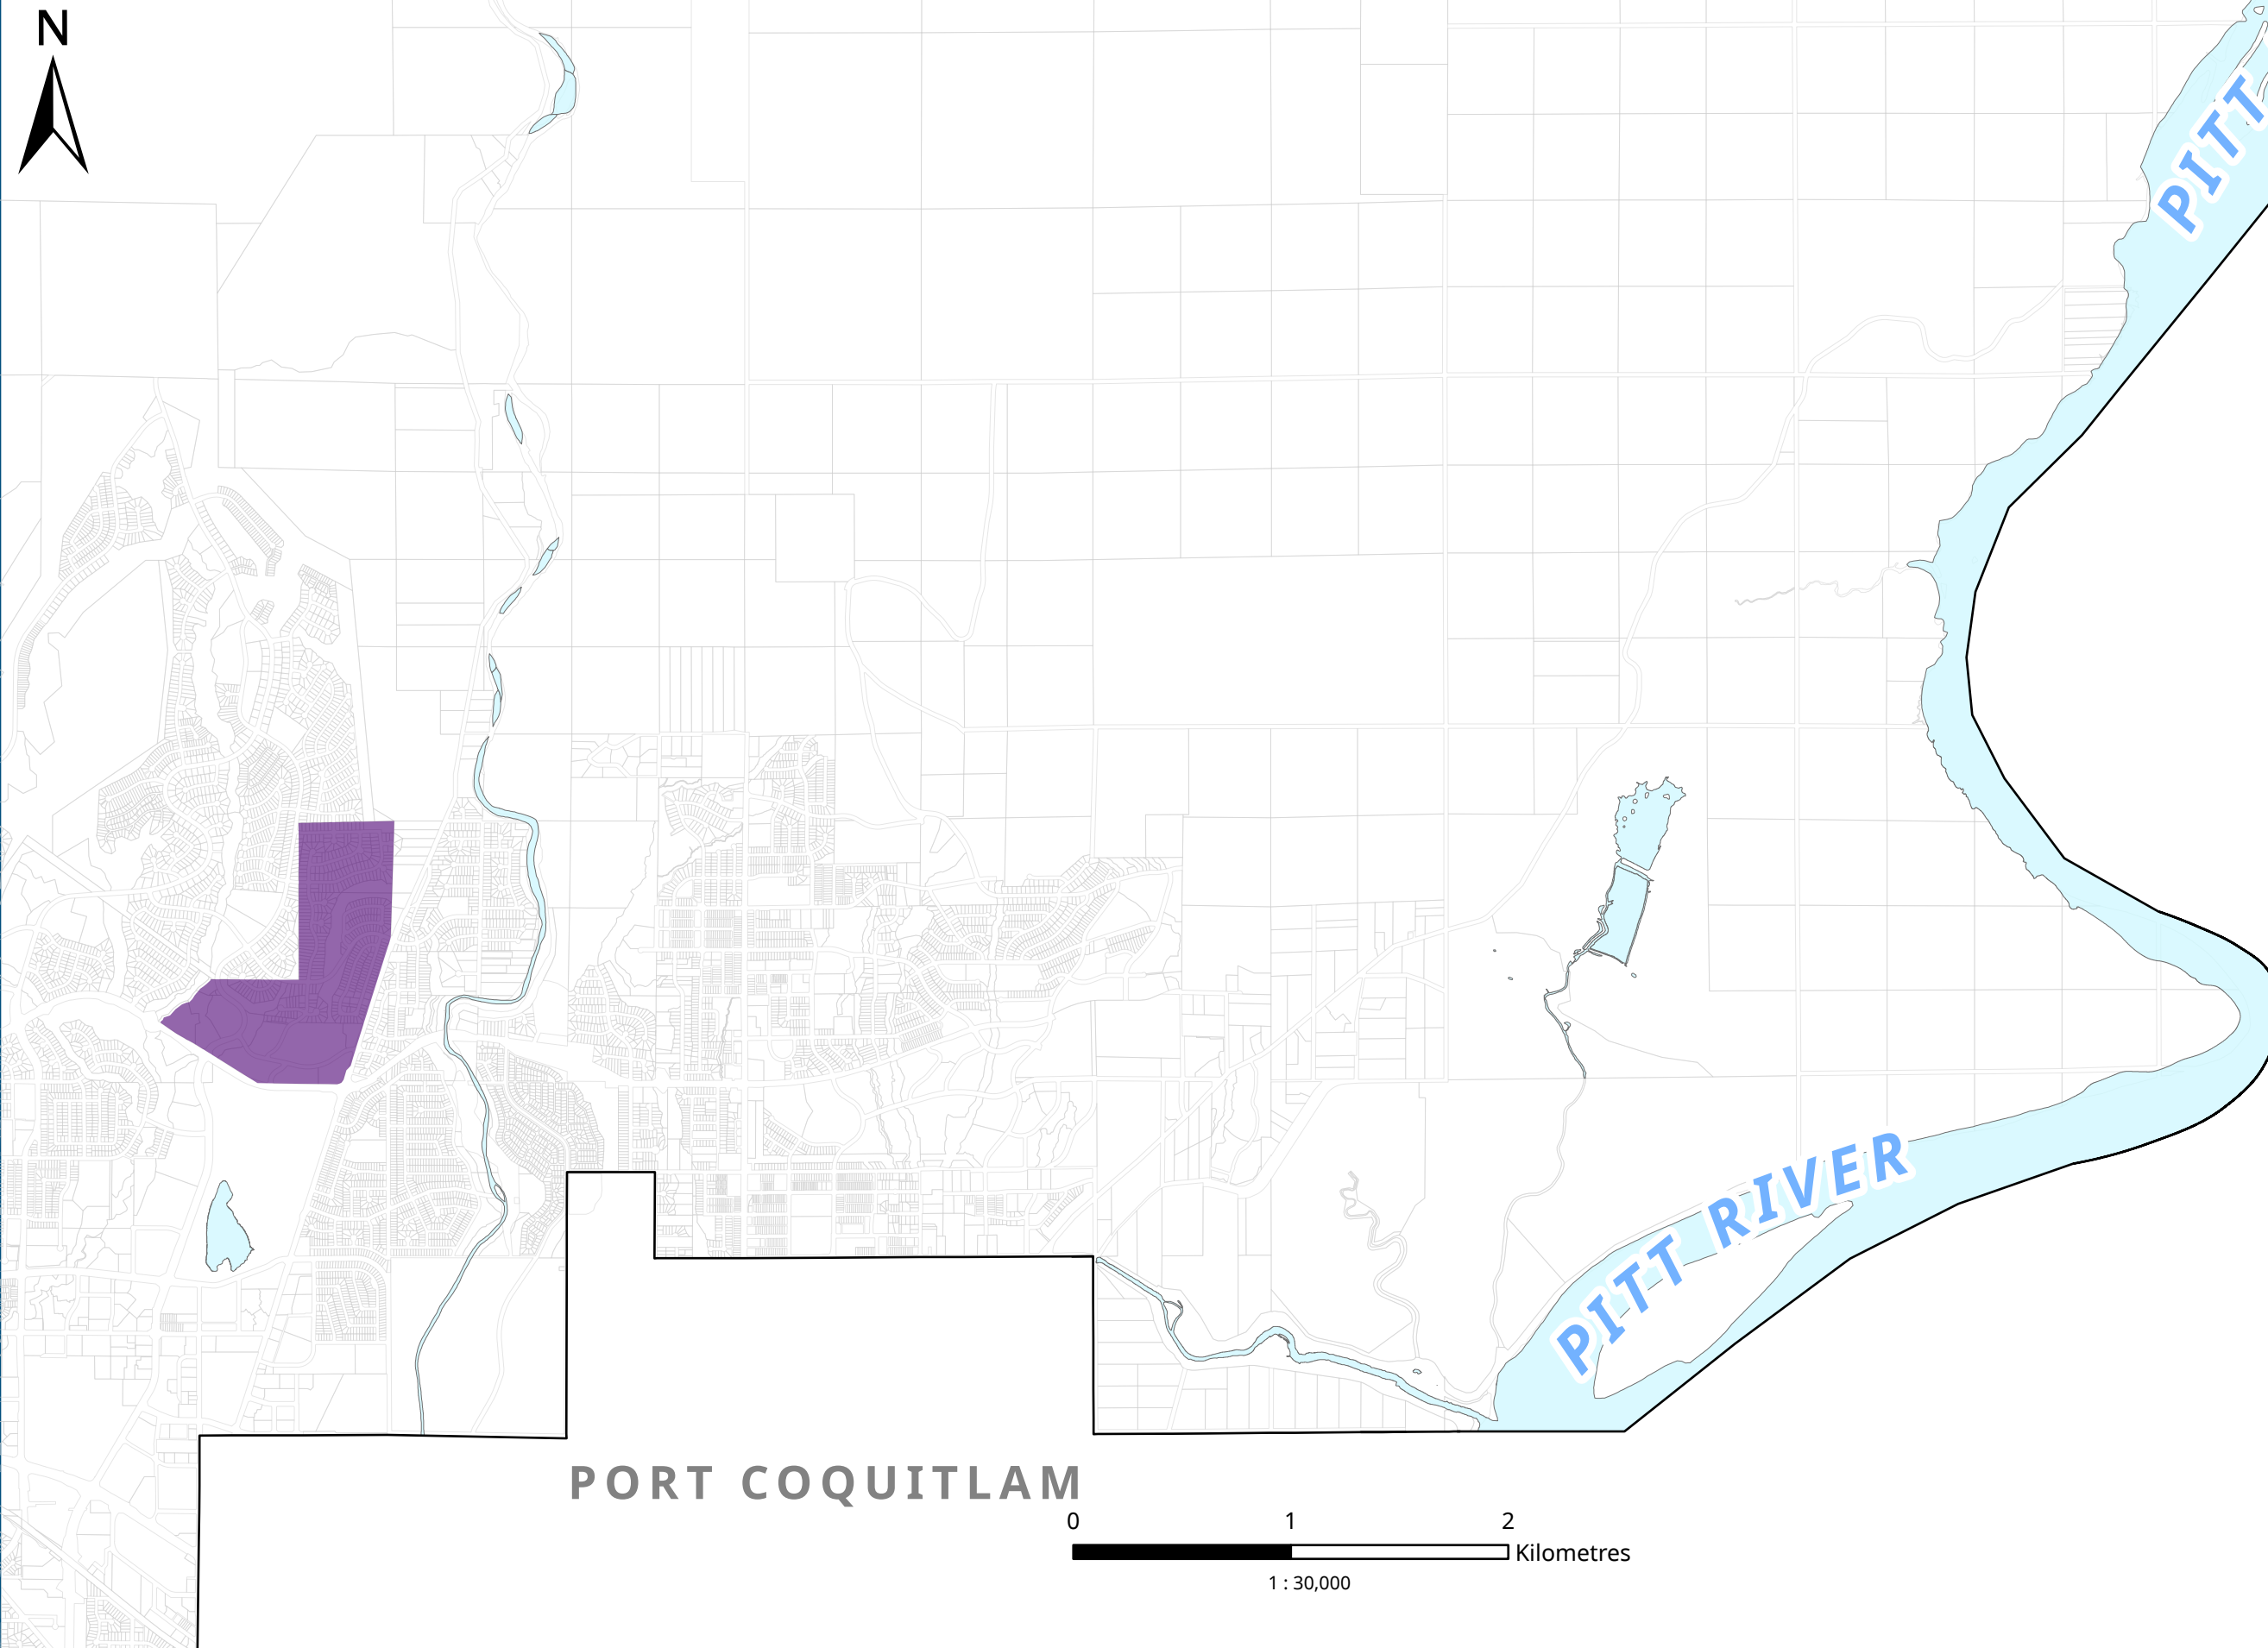 N
PITT
PITT RIVER
PORT COQUITLAM
0 1 2
Kilometres
1 : 30,000